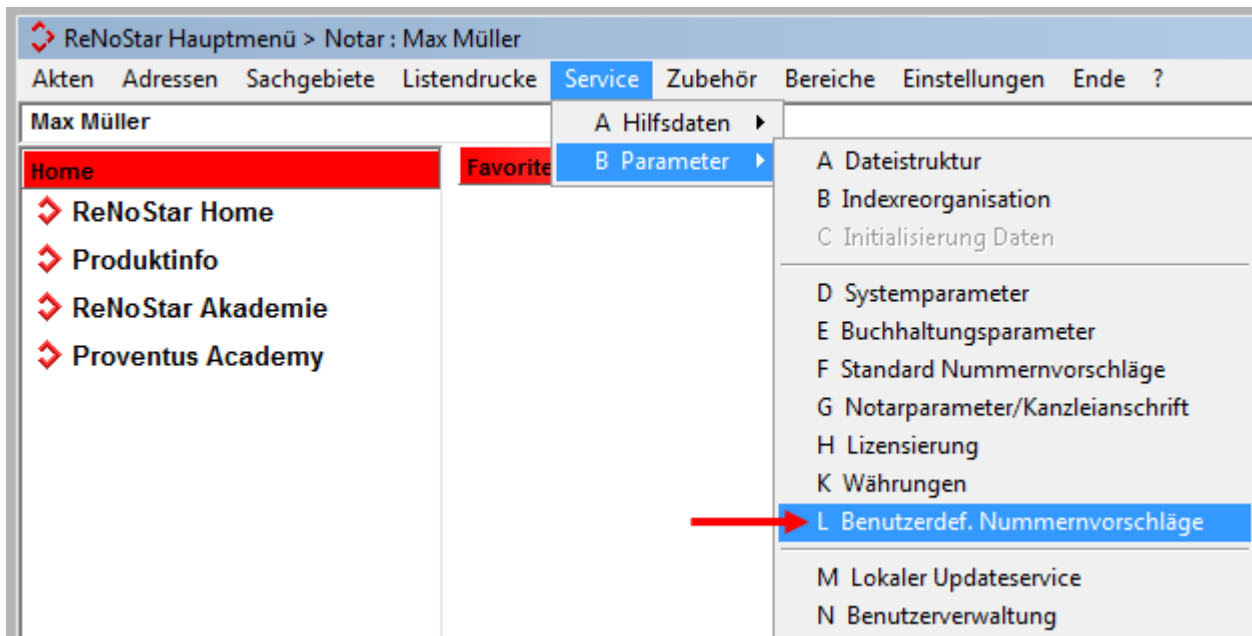 ReNoStar Hauptmenü > Notar : Max Müller
Akten Adressen Sachgebiete Listendrucke Service Zubehör Bereiche Einstellungen Ende ?
Max Müller
A Hilfsdaten
B Parameter
Home
Favorite
ReNoStar Home
Produktinfo
ReNoStar Akademie
Proventus Academy
A Dateistruktur
B Indexreorganisation
C Initialisierung Daten
D Systemparameter
E Buchhaltungsparameter
F Standard Nummernvorschläge
G Notarparameter/Kanzleianschrift
H Lizensierung
K Währungen
L Benutzerdef. Nummernvorschläge
M Lokaler Updateservice
N Benutzerverwaltung